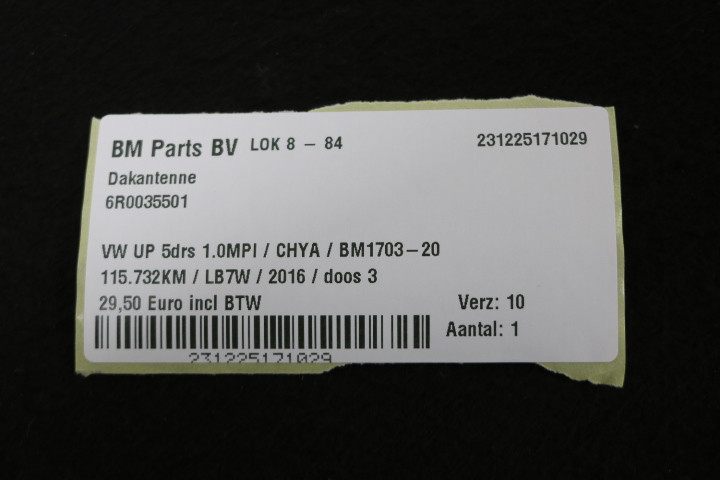 BM Parts BV LOK 8 - 84 231225171029
Dakantenne
6R0035501
VW UP 5drs 1.0MPI / CHYA / BM1703-20
115.732KM / LB7W / 2016 / doos 3
29,50 Euro incl BTW Verz: 10
Aantal: 1
231225171029